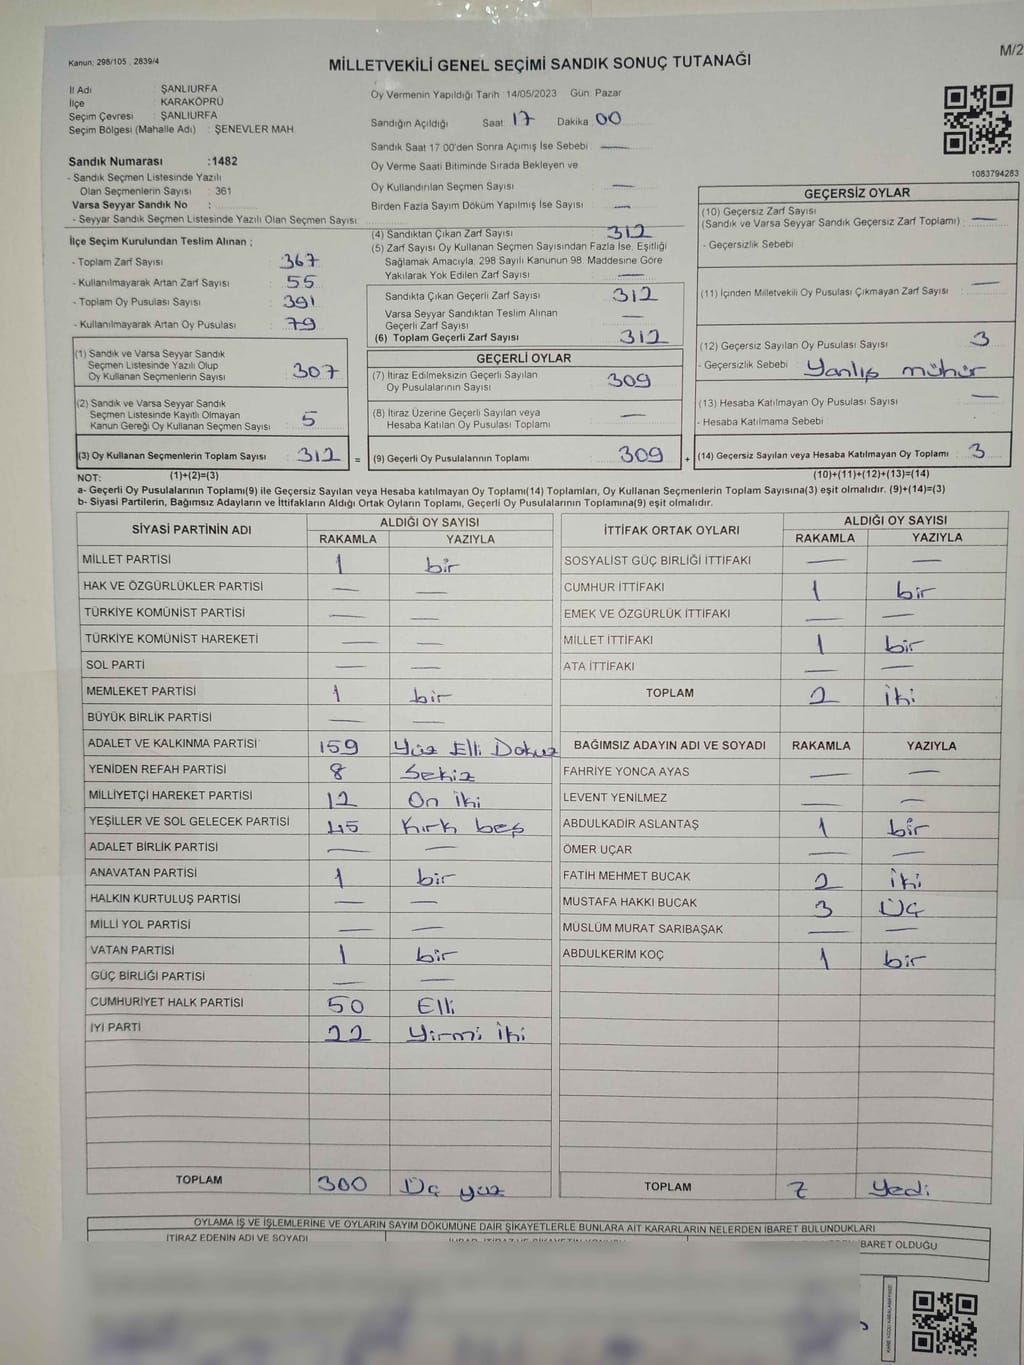 Kanun: 298/105 , 2839/4
MİLLETVEKİLİ GENEL SEÇİMİ SANDIK SONUÇ TUTANAĞI
M/2
İl Adı : ŞANLIURFA
İlçe : KARAKÖPRÜ
Seçim Çevresi : ŞANLIURFA
Seçim Bölgesi (Mahalle Adı) : ŞENEVLER MAH.
Sandık Numarası :1482
- Sandık Seçmen Listesinde Yazılı
Olan Seçmenlerin Sayısı : 361
Varsa Seyyar Sandık No :
- Seyyar Sandık Seçmen Listesinde Yazılı Olan Seçmen Sayısı:
Oy Vermenin Yapıldığı Tarih :14/05/2023 Gün: Pazar
Sandığın Açıldığı Saat: 17 Dakika 00
Sandık Saat 17.00'den Sonra Açılmış İse Sebebi : —
Oy Verme Saati Bitiminde Sırada Bekleyen ve
Oy Kullandırılan Seçmen Sayısı : —
Birden Fazla Sayım Döküm Yapılmış İse Sayısı : —
1083794283
İlçe Seçim Kurulundan Teslim Alınan ;
- Toplam Zarf Sayısı : 367
- Kullanılmayarak Artan Zarf Sayısı : 55
- Toplam Oy Pusulası Sayısı : 391
- Kullanılmayarak Artan Oy Pusulası : 79
(1) Sandık ve Varsa Seyyar Sandık
Seçmen Listesinde Yazılı Olup
Oy Kullanan Seçmenlerin Sayısı : 307
(2) Sandık ve Varsa Seyyar Sandık
Seçmen Listesinde Kayıtlı Olmayan
Kanun Gereği Oy Kullanan Seçmen Sayısı : 5
(3) Oy Kullanan Seçmenlerin Toplam Sayısı : 312 =
(4) Sandıktan Çıkan Zarf Sayısı : 312
(5) Zarf Sayısı Oy Kullanan Seçmen Sayısından Fazla İse, Eşitliği
Sağlamak Amacıyla, 298 Sayılı Kanunun 98. Maddesine Göre
Yakılarak Yok Edilen Zarf Sayısı : —
Sandıkta Çıkan Geçerli Zarf Sayısı : 312
Varsa Seyyar Sandıktan Teslim Alınan
Geçerli Zarf Sayısı : —
(6) Toplam Geçerli Zarf Sayısı : 312
GEÇERLİ OYLAR
(7) İtiraz Edilmeksizin Geçerli Sayılan
Oy Pusulalarının Sayısı : 309
(8) İtiraz Üzerine Geçerli Sayılan veya
Hesaba Katılan Oy Pusulası Toplamı : —
(9) Geçerli Oy Pusulalarının Toplamı : 309 +
GEÇERSİZ OYLAR
(10) Geçersiz Zarf Sayısı
(Sandık ve Varsa Seyyar Sandık Geçersiz Zarf Toplamı) : —
- Geçersizlik Sebebi
(11) İçinden Milletvekili Oy Pusulası Çıkmayan Zarf Sayısı : —
(12) Geçersiz Sayılan Oy Pusulası Sayısı : 3
- Geçersizlik Sebebi : Yanlış mühür
(13) Hesaba Katılmayan Oy Pusulası Sayısı : —
- Hesaba Katılmama Sebebi
(14) Geçersiz Sayılan veya Hesaba Katılmayan Oy Toplamı : 3
NOT: (1)+(2)=(3)
(10)+(11)+(12)+(13)=(14)
a- Geçerli Oy Pusulalarının Toplamı(9) ile Geçersiz Sayılan veya Hesaba katılmayan Oy Toplamı(14) Toplamları, Oy Kullanan Seçmenlerin Toplam Sayısına(3) eşit olmalıdır. (9)+(14)=(3)
b- Siyasi Partilerin, Bağımsız Adayların ve İttifakların Aldığı Ortak Oyların Toplamı, Geçerli Oy Pusulalarının Toplamına(9) eşit olmalıdır.
SİYASİ PARTİNİN ADI ALDIĞI OY SAYISI
RAKAMLA YAZIYLA
MİLLET PARTİSİ 1 bir
HAK VE ÖZGÜRLÜKLER PARTİSİ — —
TÜRKİYE KOMÜNİST PARTİSİ — —
TÜRKİYE KOMÜNİST HAREKETİ — —
SOL PARTİ — —
MEMLEKET PARTİSİ 1 bir
BÜYÜK BİRLİK PARTİSİ — —
ADALET VE KALKINMA PARTİSİ 159 Yüz Elli Dokuz
YENİDEN REFAH PARTİSİ 8 Sekiz
MİLLİYETÇİ HAREKET PARTİSİ 12 On iki
YEŞİLLER VE SOL GELECEK PARTİSİ 45 Kırk beş
ADALET BİRLİK PARTİSİ — —
ANAVATAN PARTİSİ 1 bir
HALKIN KURTULUŞ PARTİSİ — —
MİLLİ YOL PARTİSİ — —
VATAN PARTİSİ 1 bir
GÜÇ BİRLİĞİ PARTİSİ — —
CUMHURİYET HALK PARTİSİ 50 Elli
İYİ PARTİ 22 Yirmi iki
TOPLAM 300 Üç yüz
İTTİFAK ORTAK OYLARI ALDIĞI OY SAYISI
RAKAMLA YAZIYLA
SOSYALİST GÜÇ BİRLİĞİ İTTİFAKI — —
CUMHUR İTTİFAKI 1 bir
EMEK VE ÖZGÜRLÜK İTTİFAKI — —
MİLLET İTTİFAKI 1 bir
ATA İTTİFAKI — —
TOPLAM 2 iki
BAĞIMSIZ ADAYIN ADI VE SOYADI RAKAMLA YAZIYLA
FAHRİYE YONCA AYAS — —
LEVENT YENİLMEZ — —
ABDULKADİR ASLANTAŞ 1 bir
ÖMER UÇAR — —
FATİH MEHMET BUCAK 2 iki
MUSTAFA HAKKI BUCAK 3 Üç
MÜSLÜM MURAT SARIBAŞAK — —
ABDULKERİM KOÇ 1 bir
TOPLAM 7 Yedi
OYLAMA İŞ VE İŞLEMLERİNE VE OYLARIN SAYIM DÖKÜMÜNE DAİR ŞİKAYETLERLE BUNLARA AİT KARARLARIN NELERDEN İBARET BULUNDUKLARI
İTİRAZ EDENİN ADI VE SOYADI
BARET OLDUĞU